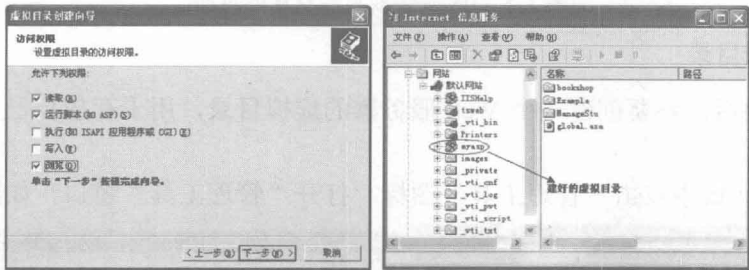 虚拟目录创建向导
访问权限
设置虚拟目录的访问权限。
允许下列权限:
读取(R)
运行脚本(如 ASP)(S)
执行(如 ISAPI 应用程序或 CGI)(E)
写入(W)
浏览(O)
单击“下一步”按钮完成向导。
<上一步(B)
下一步(N)>
取消
Internet 信息服务
文件(F) 操作(A) 查看(V) 帮助(H)
网站
默认网站
IISHelp
tsweb
_vti_bin
Printers
myasp
images
_private
_vti_cnf
_vti_log
_vti_pvt
_vti_script
_vti_txt
名称
路径
bookshop
Example
ManageStu
global.asa
建好的虚拟目录